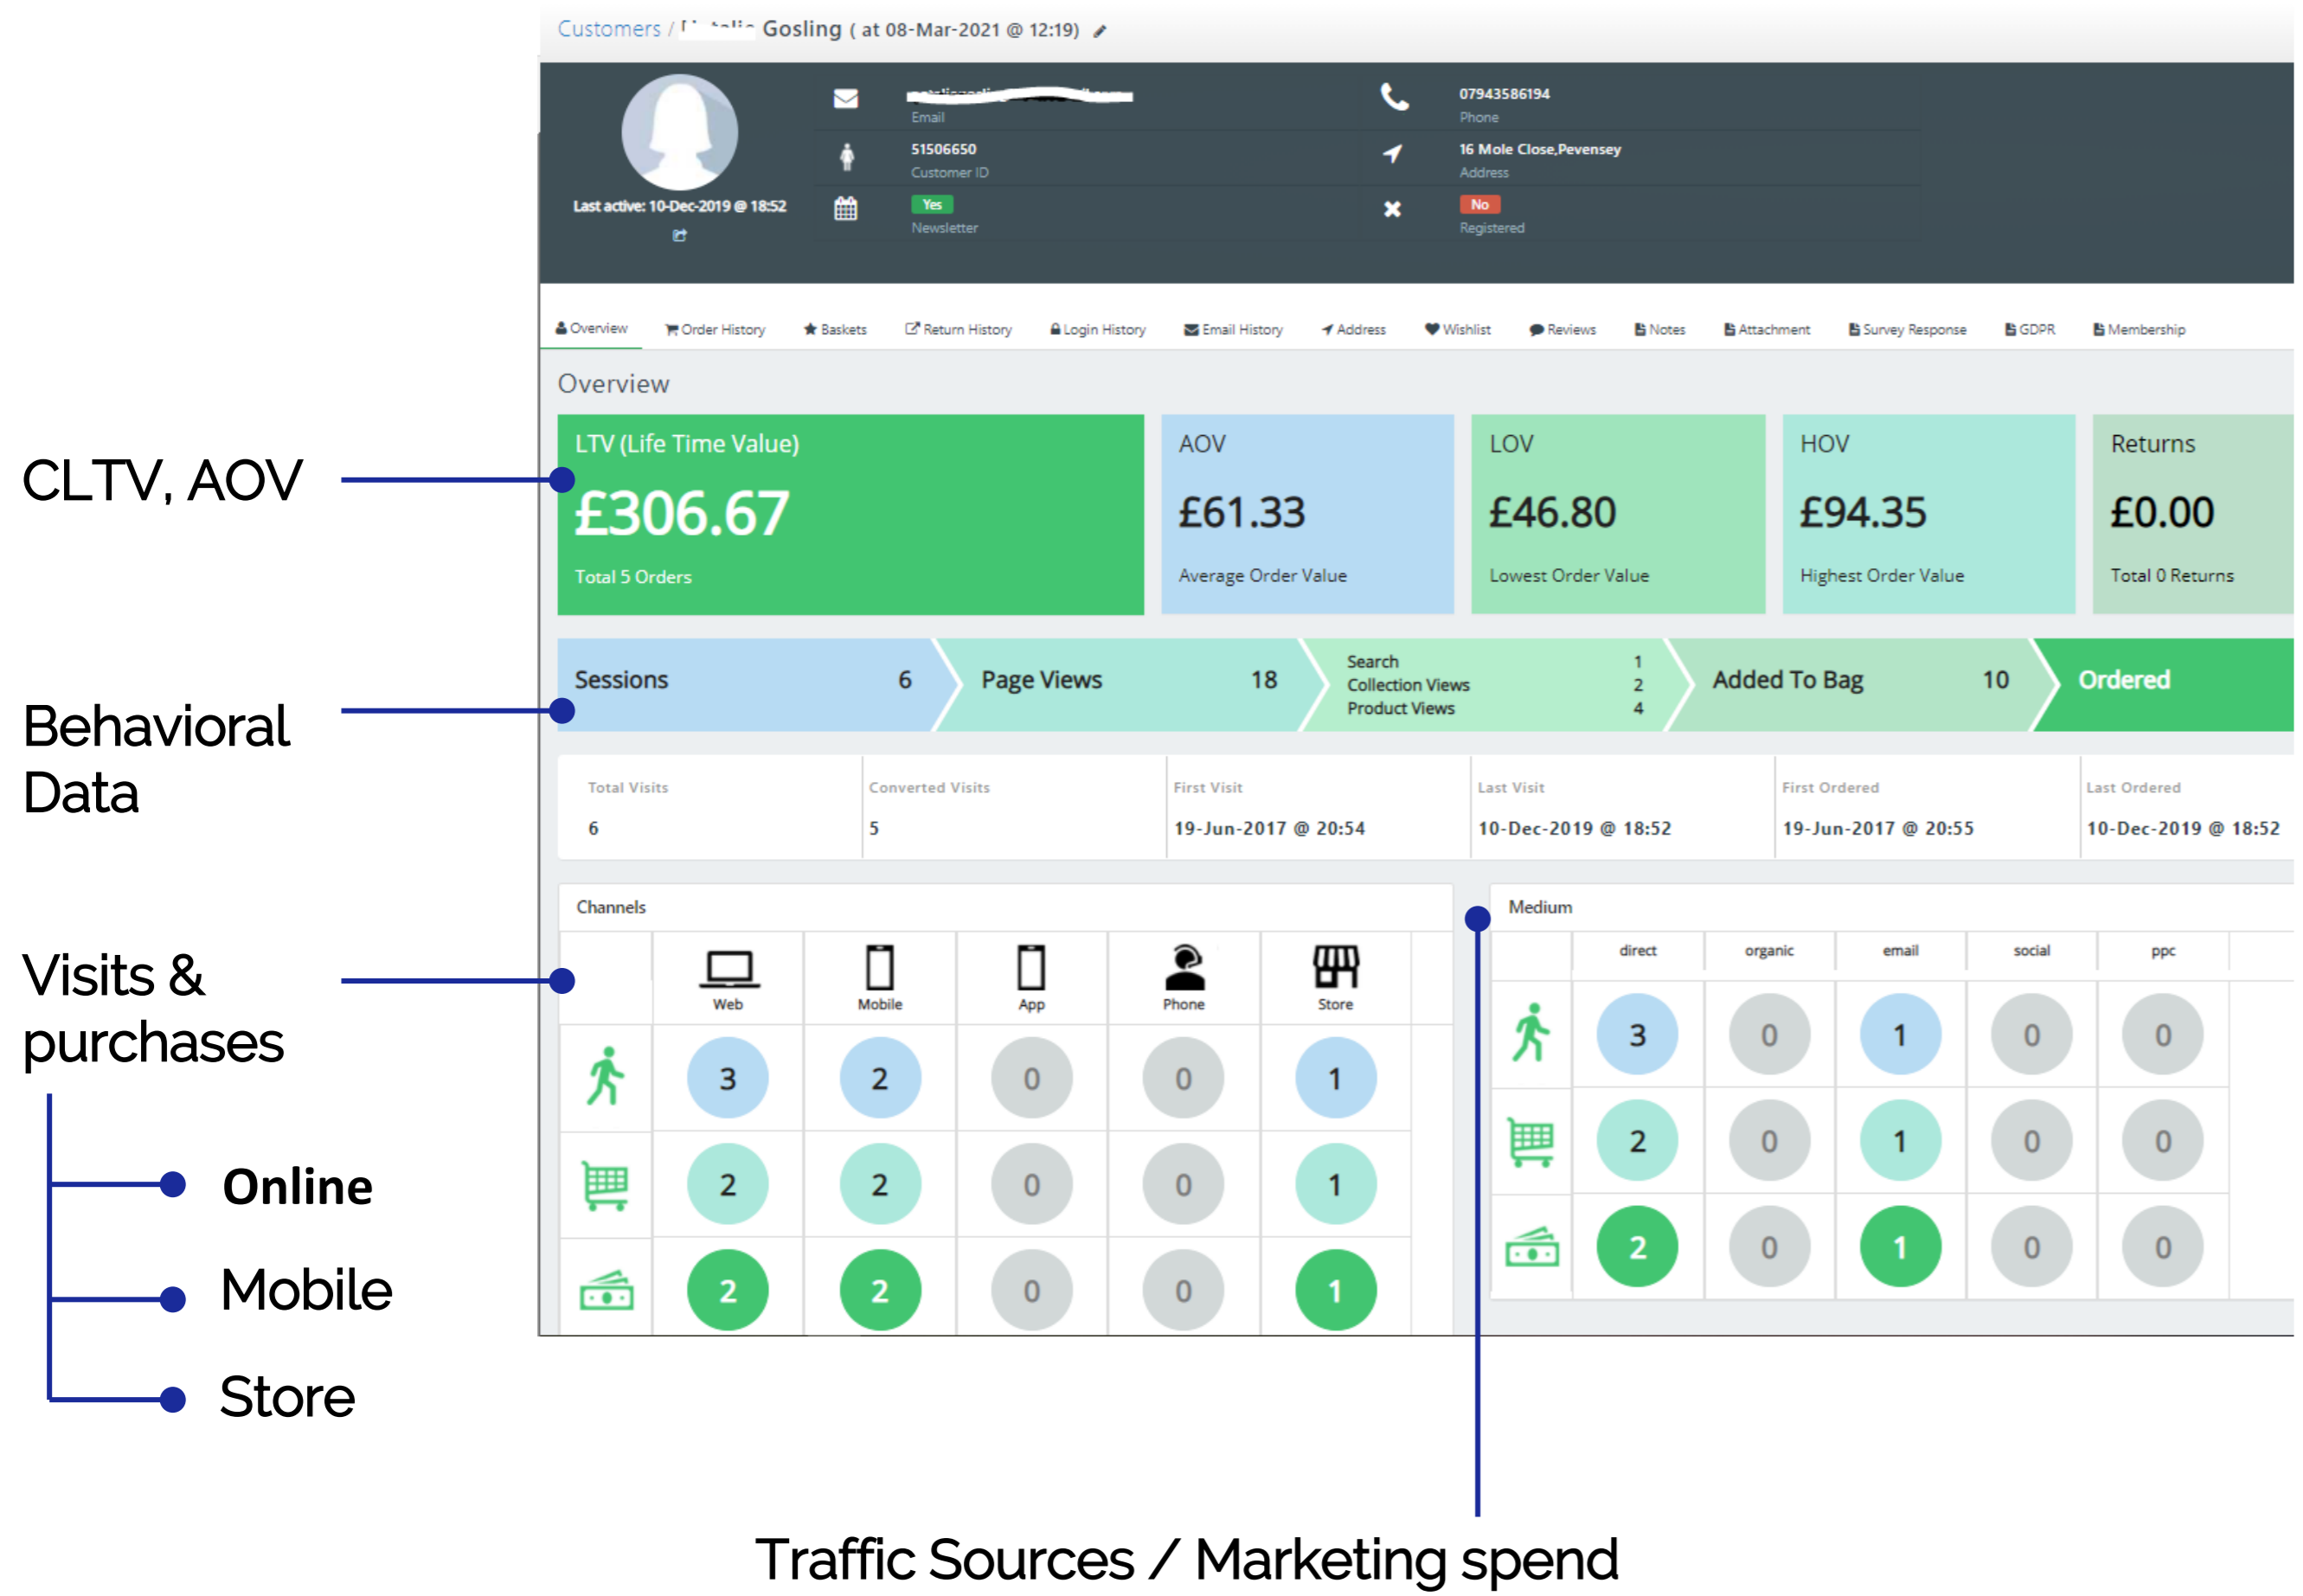 Customers / Gosling ( at 08-Mar-2021 @ 12:19)
Last active: 10-Dec-2019 @ 18:52
Email
51506650
Customer ID
Yes
Newsletter
07943586194
Phone
16 Mole Close,Pevensey
Address
No
Registered
Overview Order History Baskets Return History Login History Email History Address Wishlist Reviews Notes Attachment Survey Response GDPR Membership
Overview
LTV (Life Time Value)
£306.67
Total 5 Orders
AOV
£61.33
Average Order Value
LOV
£46.80
Lowest Order Value
HOV
£94.35
Highest Order Value
Returns
£0.00
Total 0 Returns
Sessions 6
Page Views 18
Search 1
Collection Views 2
Product Views 4
Added To Bag 10
Ordered
Total Visits
6
Converted Visits
5
First Visit
19-Jun-2017 @ 20:54
Last Visit
10-Dec-2019 @ 18:52
First Ordered
19-Jun-2017 @ 20:55
Last Ordered
10-Dec-2019 @ 18:52
Channels
Web Mobile App Phone Store
3 2 0 0 1
2 2 0 0 1
2 2 0 0 1
Medium
direct organic email social ppc
3 0 1 0 0
2 0 1 0 0
2 0 1 0 0
CLTV, AOV
Behavioral
Data
Visits &
purchases
Online
Mobile
Store
Traffic Sources / Marketing spend